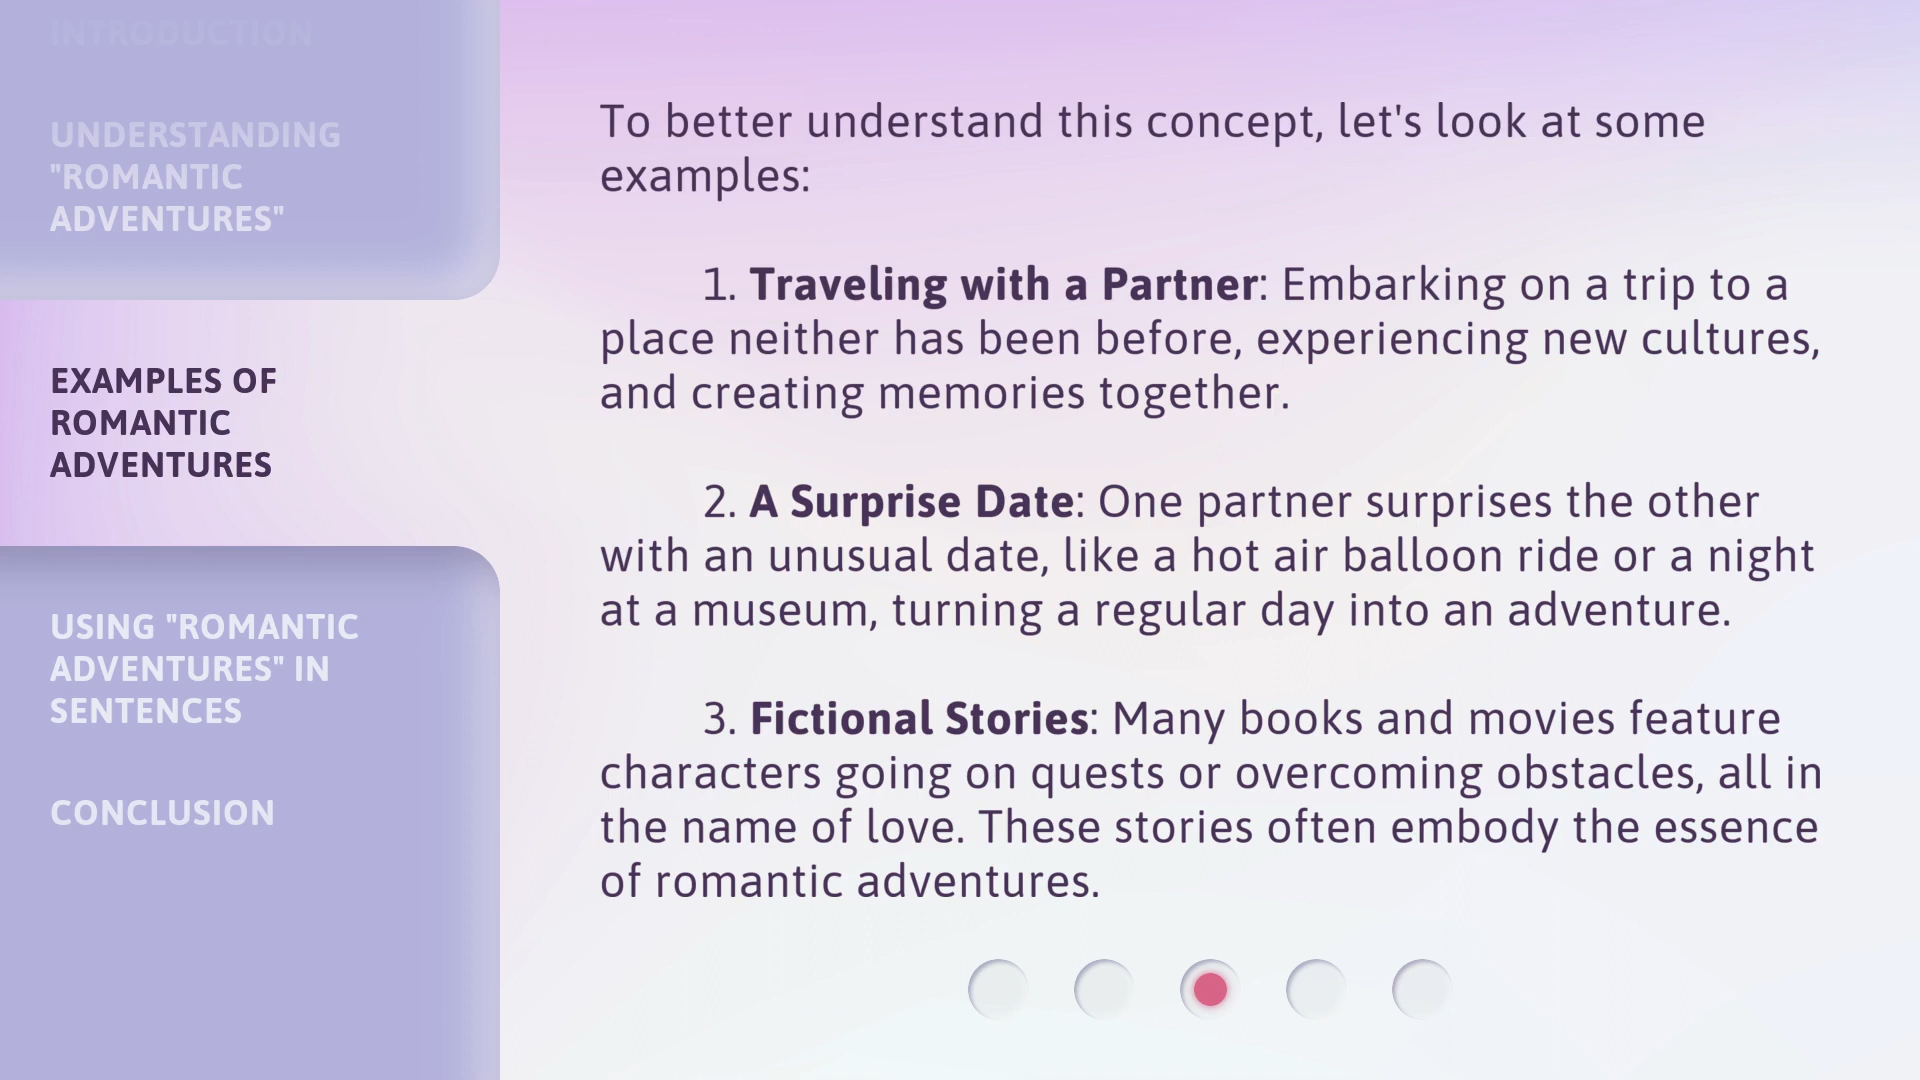 INTRODUCTION
UNDERSTANDING
"ROMANTIC
ADVENTURES"
EXAMPLES OF
ROMANTIC
ADVENTURES
USING "ROMANTIC
ADVENTURES" IN
SENTENCES
CONCLUSION
To better understand this concept, let's look at some
examples:
1. Traveling with a Partner: Embarking on a trip to a
place neither has been before, experiencing new cultures,
and creating memories together.
2. A Surprise Date: One partner surprises the other
with an unusual date, like a hot air balloon ride or a night
at a museum, turning a regular day into an adventure.
3. Fictional Stories: Many books and movies feature
characters going on quests or overcoming obstacles, all in
the name of love. These stories often embody the essence
of romantic adventures.